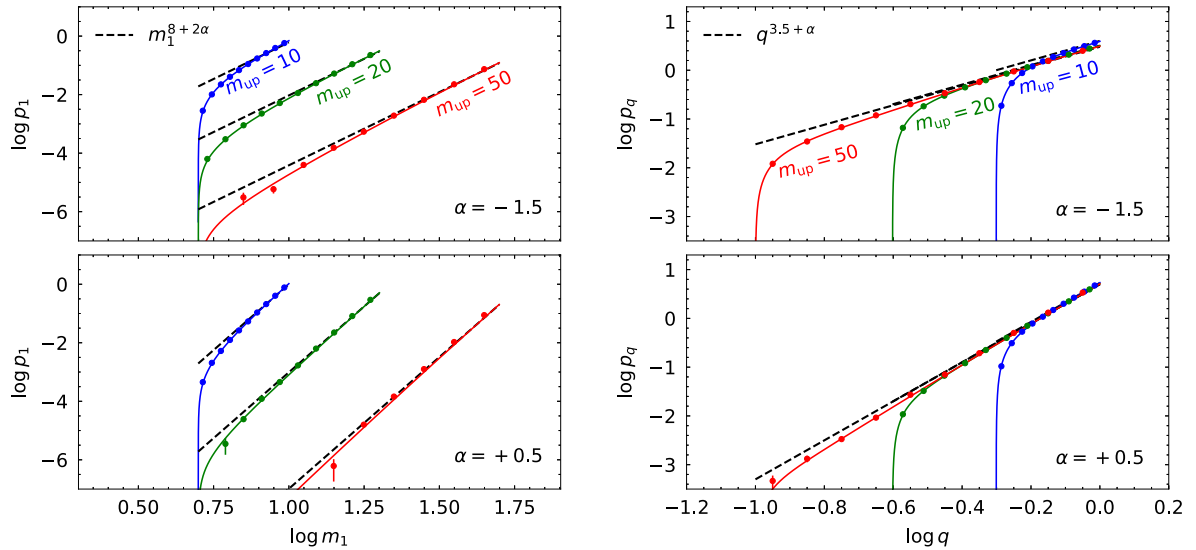 0
−2
−4
−6
log p₁
m₁^{8+2α}
m_up = 10
m_up = 20
m_up = 50
α = −1.5
1
0
−1
−2
−3
log p_q
q^{3.5+α}
m_up = 10
m_up = 20
m_up = 50
α = −1.5
0
−2
−4
−6
log p₁
α = +0.5
0.50 0.75 1.00 1.25 1.50 1.75
log m₁
1
0
−1
−2
−3
log p_q
α = +0.5
−1.2 −1.0 −0.8 −0.6 −0.4 −0.2 0.0 0.2
log q